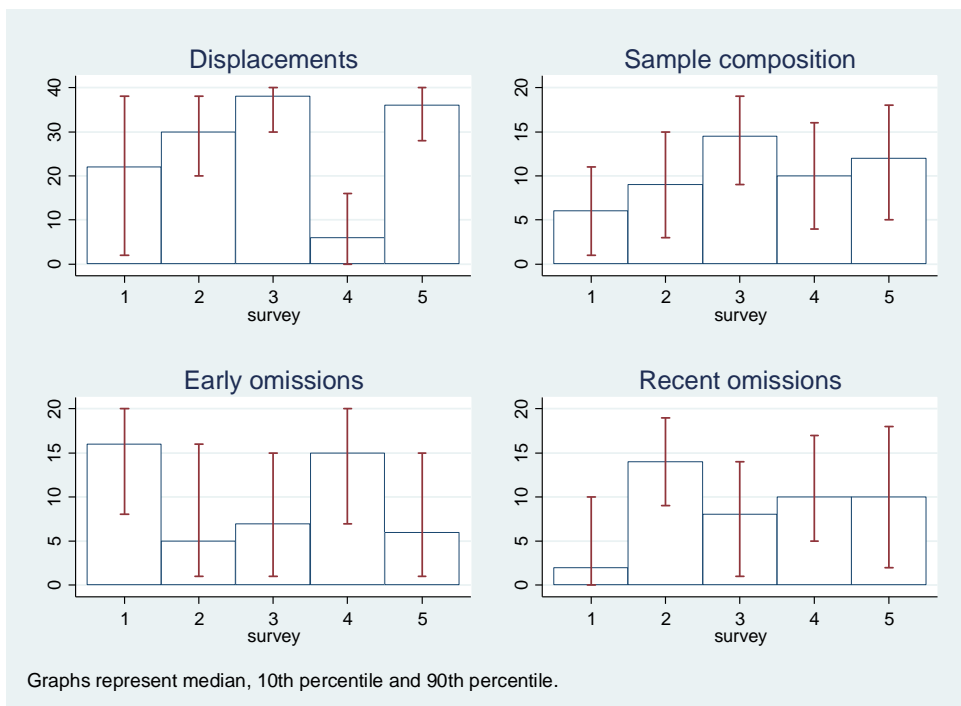 Displacements
40
30
20
10
0
1 2 3 4 5
survey
Sample composition
20
15
10
5
0
1 2 3 4 5
survey
Early omissions
20
15
10
5
0
1 2 3 4 5
survey
Recent omissions
20
15
10
5
0
1 2 3 4 5
survey
Graphs represent median, 10th percentile and 90th percentile.